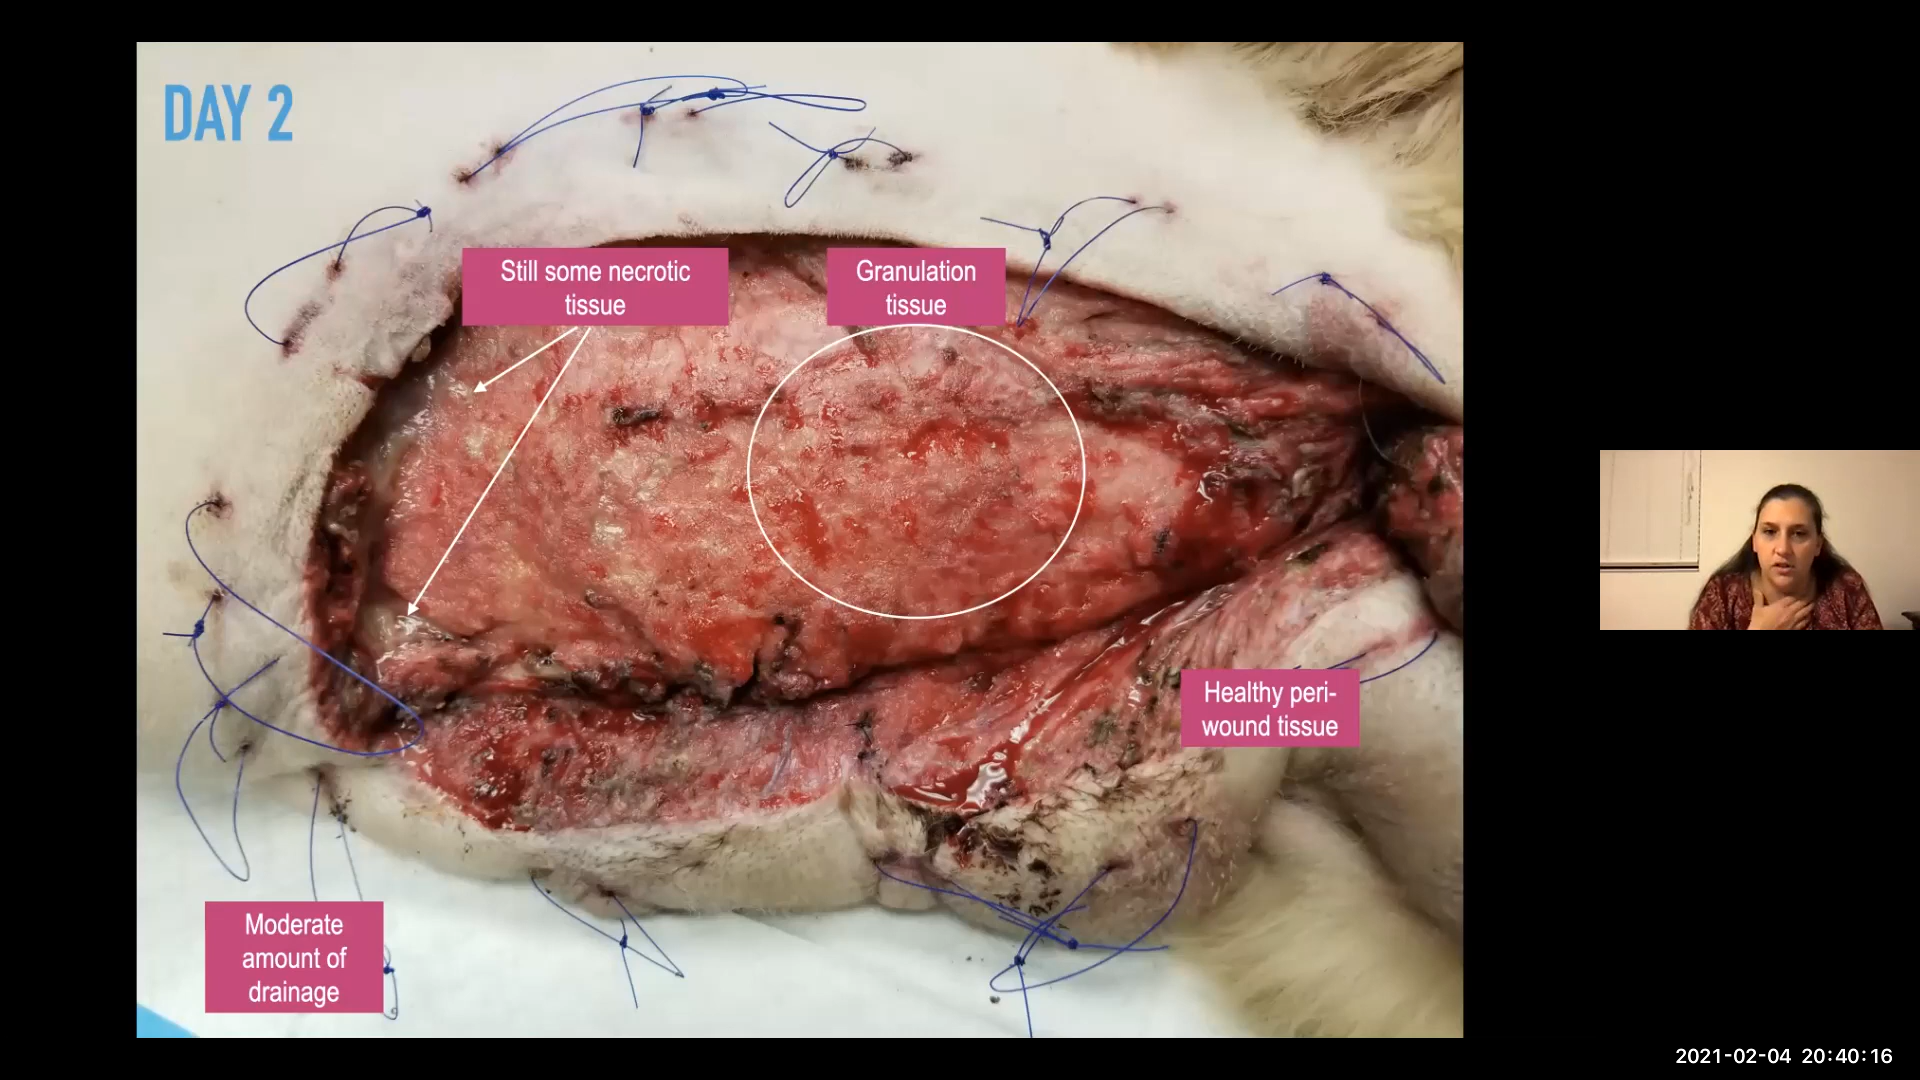 DAY 2
Still some necrotic
tissue
Granulation
tissue
Healthy peri-
wound tissue
Moderate
amount of
drainage
2021-02-04 20:40:16